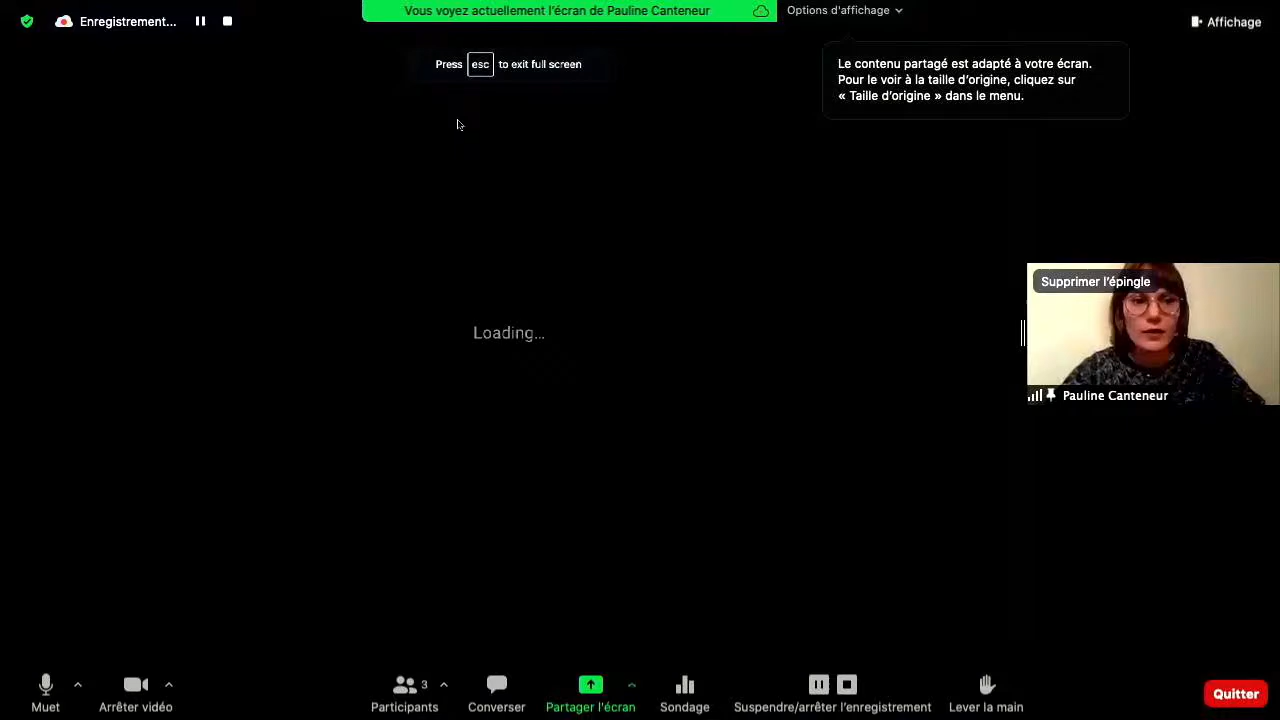 Enregistrement...
Vous voyez actuellement l'écran de Pauline Canteneur
Options d'affichage
Affichage
Press esc to exit full screen
Le contenu partagé est adapté à votre écran.
Pour le voir à la taille d'origine, cliquez sur
« Taille d'origine » dans le menu.
Supprimer l'épingle
Loading...
Pauline Canteneur
Muet
Arrêter vidéo
Participants
3
Converser
Partager l'écran
Sondage
Suspendre/arrêter l'enregistrement
Lever la main
Quitter